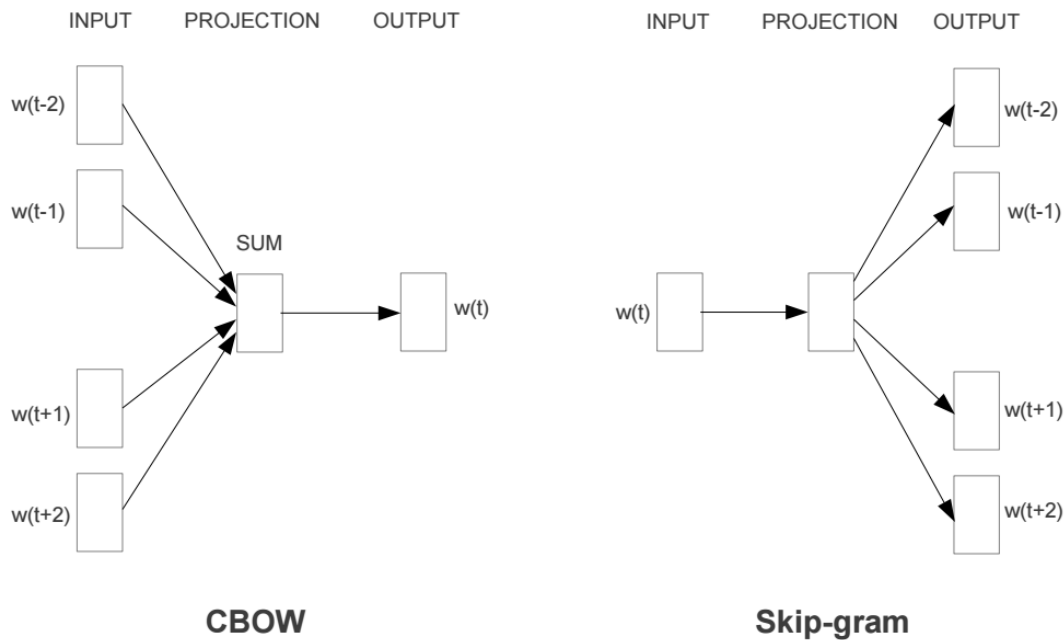 INPUT PROJECTION OUTPUT
w(t-2)
w(t-1)
SUM
w(t)
w(t+1)
w(t+2)
CBOW
INPUT PROJECTION OUTPUT
w(t-2)
w(t-1)
w(t)
w(t+1)
w(t+2)
Skip-gram